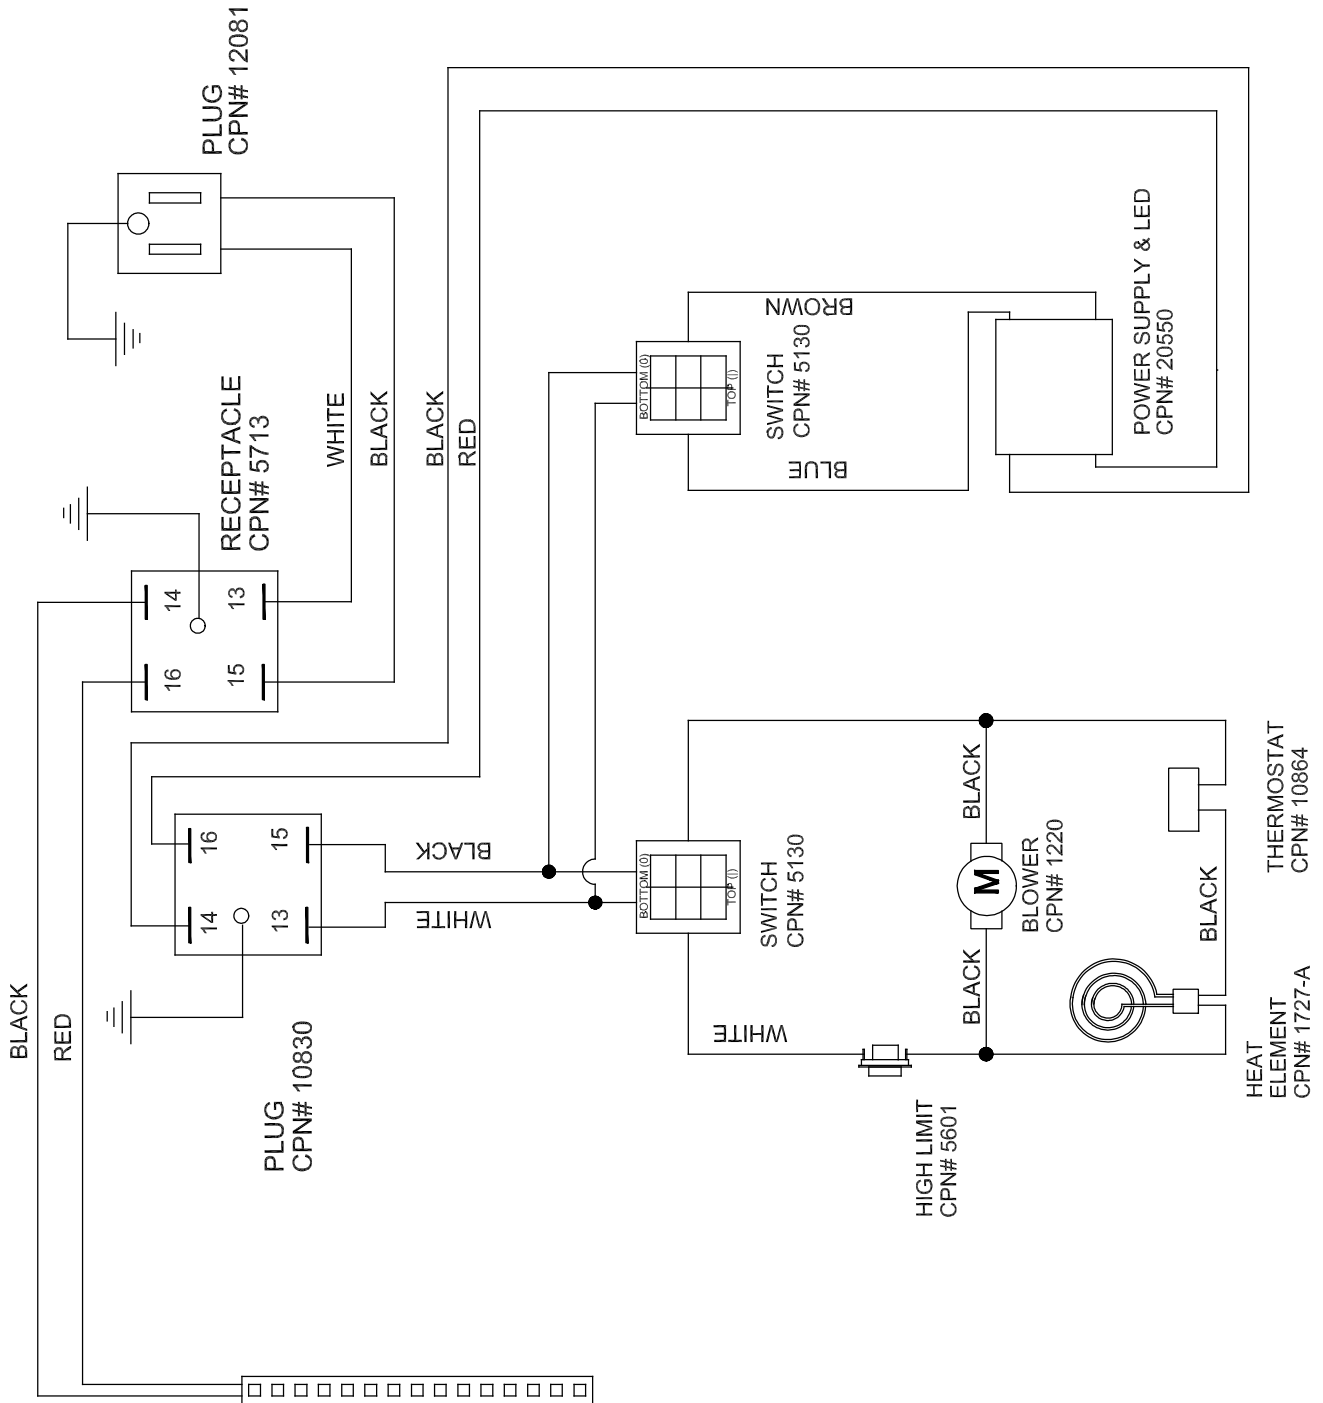 PLUG
CPN# 12081
RECEPTACLE
CPN# 5713
14
13
16
15
WHITE
BLACK
BLACK
RED
BLACK
RED
PLUG
CPN# 10830
16
15
14
13
BLACK
WHITE
BOTTOM (0)
TOP (|)
SWITCH
CPN# 5130
BROWN
BLUE
POWER SUPPLY & LED
CPN# 20550
BOTTOM (0)
TOP (|)
SWITCH
CPN# 5130
WHITE
BLACK
BLACK
M
BLOWER
CPN# 1220
HIGH LIMIT
CPN# 5601
BLACK
THERMOSTAT
CPN# 10864
HEAT
ELEMENT
CPN# 1727-A